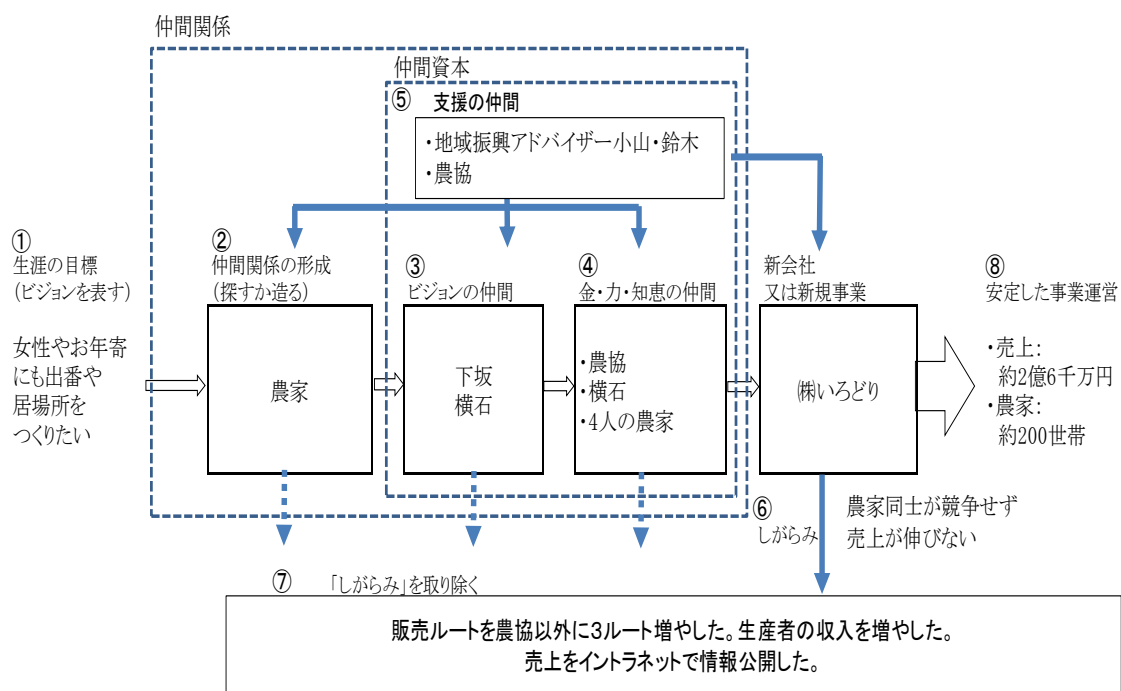 仲間関係
仲間資本
⑤ 支援の仲間
・地域振興アドバイザー小山・鈴木
・農協
①
生涯の目標
(ビジョンを表す)
女性やお年寄
にも出番や
居場所を
つくりたい
②
仲間関係の形成
(探すか造る)
農家
③
ビジョンの仲間
下坂
横石
④
金・力・知恵の仲間
・農協
・横石
・4人の農家
新会社
又は新規事業
㈱いろどり
⑧
安定した事業運営
・売上:
約2億6千万円
・農家:
約200世帯
⑥
しがらみ
農家同士が競争せず
売上が伸びない
⑦ 「しがらみ」を取り除く
販売ルートを農協以外に3ルート増やした。生産者の収入を増やした。
売上をイントラネットで情報公開した。